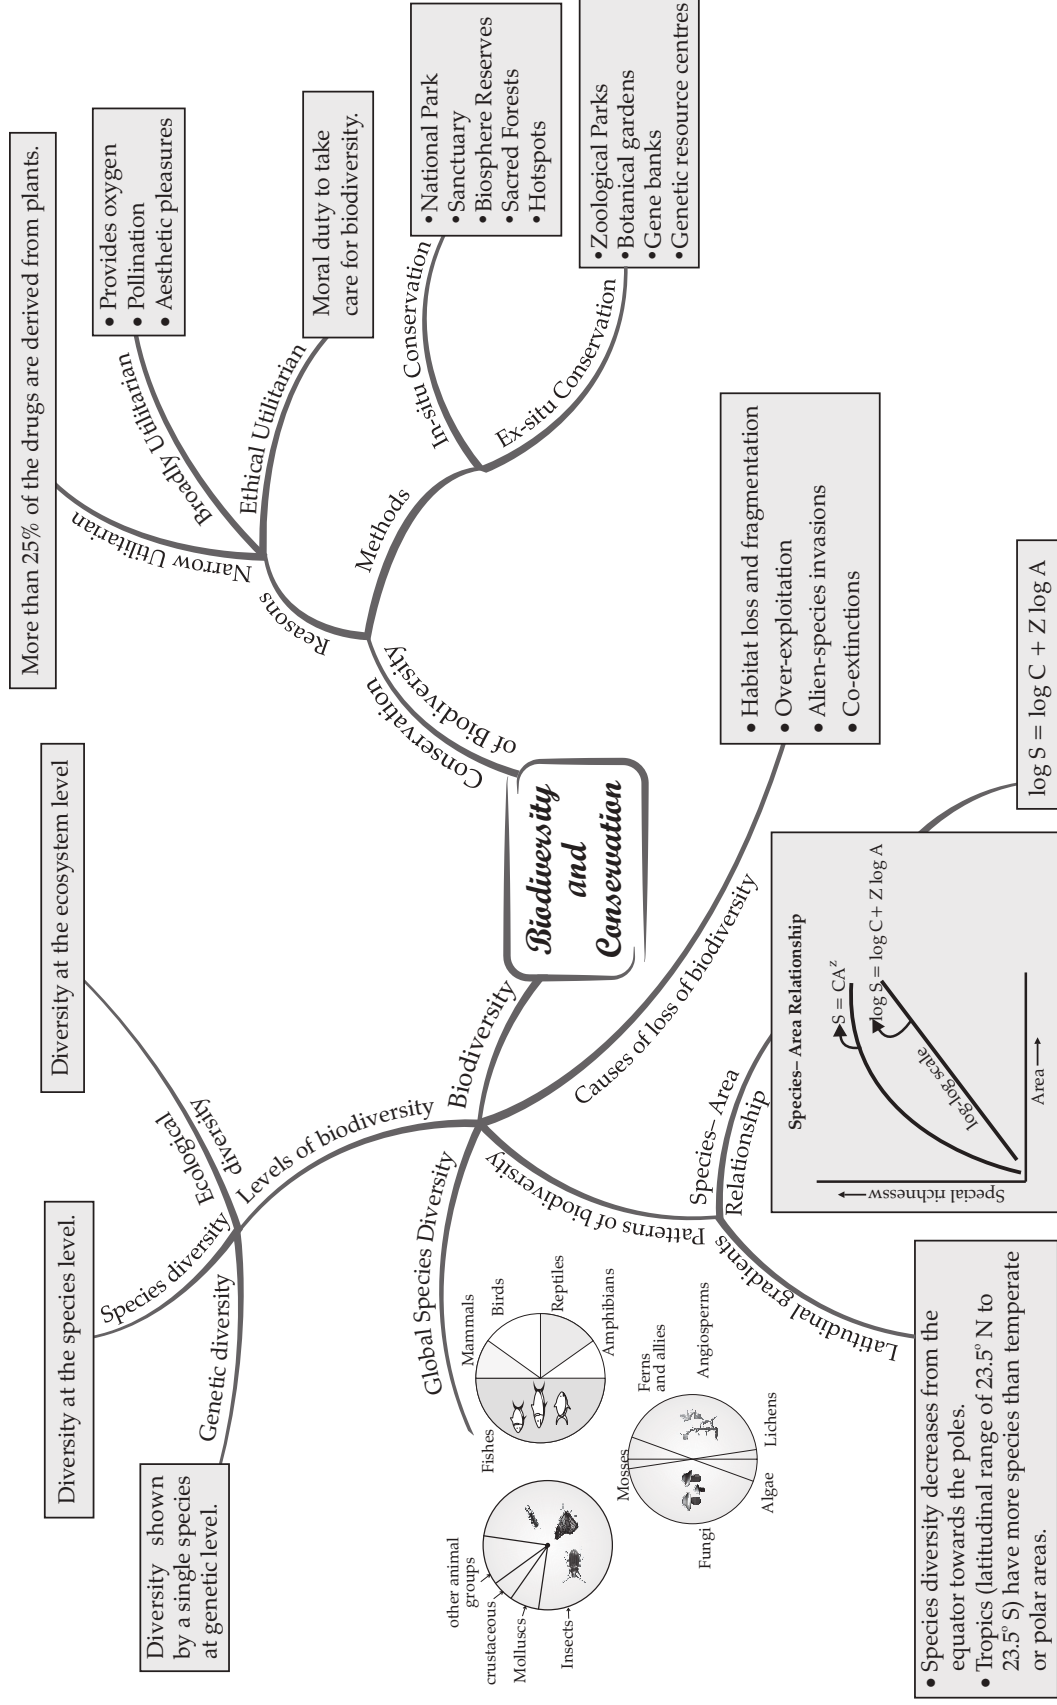 Biodiversity
and
Conservation
Biodiversity
Levels of biodiversity
Genetic diversity
Diversity shown
by a single species
at genetic level.
Species diversity
Diversity at the species level.
Ecological
diversity
Diversity at the ecosystem level
Global Species Diversity
other animal
groups
crustaceous
Molluscs
Insects
Fishes
Mammals
Birds
Reptiles
Amphibians
Fungi
Mosses
Ferns
and allies
Angiosperms
Lichens
Algae
Patterns of biodiversity
Latitudinal gradients
• Species diversity decreases from the
equator towards the poles.
• Tropics (latitudinal range of 23.5° N to
23.5° S) have more species than temperate
or polar areas.
Species– Area
Relationship
Species– Area Relationship
S = CA^z
log S = log C+ Z log A
log-log scale
Special richnessw
Area
log S = log C + Z log A
Causes of loss of biodiversity
• Habitat loss and fragmentation
• Over-exploitation
• Alien-species invasions
• Co-extinctions
Conservation
of Biodiversity
Reasons
Narrow Utilitarian
More than 25% of the drugs are derived from plants.
Broadly Utilitarian
• Provides oxygen
• Pollination
• Aesthetic pleasures
Ethical Utilitarian
Moral duty to take
care for biodiversity.
Methods
In-situ Conservation
• National Park
• Sanctuary
• Biosphere Reserves
• Sacred Forests
• Hotspots
Ex-situ Conservation
• Zoological Parks
• Botanical gardens
• Gene banks
• Genetic resource centres